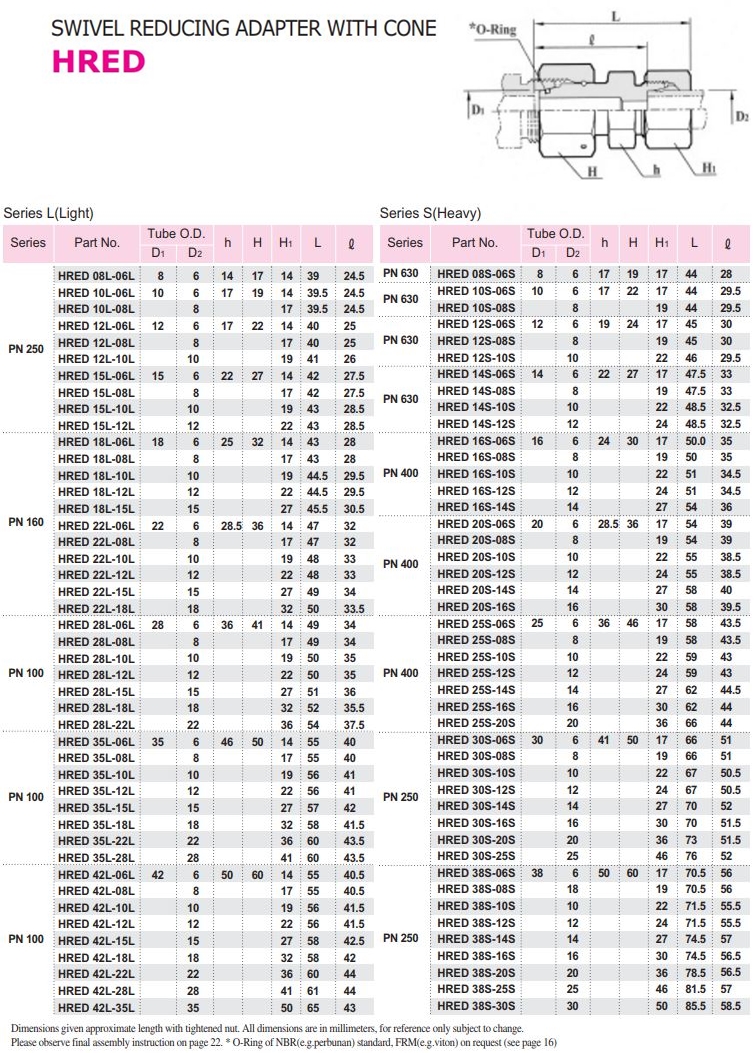 SWIVEL REDUCING ADAPTER WITH CONE
HRED
*O-Ring
L
ℓ
D1
D2
H
h
H1
Series L(Light)
Series Part No. Tube O.D. h H H1 L ℓ
D1 D2
HRED 08L-06L 8 6 14 17 14 39 24.5
HRED 10L-06L 10 6 17 19 14 39.5 24.5
HRED 10L-08L 8 17 39.5 24.5
HRED 12L-06L 12 6 17 22 14 40 25
PN 250 HRED 12L-08L 8 17 40 25
HRED 12L-10L 10 19 41 26
HRED 15L-06L 15 6 22 27 14 42 27.5
HRED 15L-08L 8 17 42 27.5
HRED 15L-10L 10 19 43 28.5
HRED 15L-12L 12 22 43 28.5
HRED 18L-06L 18 6 25 32 14 43 28
HRED 18L-08L 8 17 43 28
HRED 18L-10L 10 19 44.5 29.5
HRED 18L-12L 12 22 44.5 29.5
HRED 18L-15L 15 27 45.5 30.5
PN 160 HRED 22L-06L 22 6 28.5 36 14 47 32
HRED 22L-08L 8 17 47 32
HRED 22L-10L 10 19 48 33
HRED 22L-12L 12 22 48 33
HRED 22L-15L 15 27 49 34
HRED 22L-18L 18 32 50 33.5
HRED 28L-06L 28 6 36 41 14 49 34
HRED 28L-08L 8 17 49 34
HRED 28L-10L 10 19 50 35
PN 100 HRED 28L-12L 12 22 50 35
HRED 28L-15L 15 27 51 36
HRED 28L-18L 18 32 52 35.5
HRED 28L-22L 22 36 54 37.5
HRED 35L-06L 35 6 46 50 14 55 40
HRED 35L-08L 8 17 55 40
HRED 35L-10L 10 19 56 41
PN 100 HRED 35L-12L 12 22 56 41
HRED 35L-15L 15 27 57 42
HRED 35L-18L 18 32 58 41.5
HRED 35L-22L 22 36 60 43.5
HRED 35L-28L 28 41 60 43.5
HRED 42L-06L 42 6 50 60 14 55 40.5
HRED 42L-08L 8 17 55 40.5
HRED 42L-10L 10 19 56 41.5
HRED 42L-12L 12 22 56 41.5
PN 100 HRED 42L-15L 15 27 58 42.5
HRED 42L-18L 18 32 58 42
HRED 42L-22L 22 36 60 44
HRED 42L-28L 28 41 61 44
HRED 42L-35L 35 50 65 43
Series S(Heavy)
Series Part No. Tube O.D. h H H1 L ℓ
D1 D2
PN 630 HRED 08S-06S 8 6 17 19 17 44 28
PN 630 HRED 10S-06S 10 6 17 22 17 44 29.5
HRED 10S-08S 8 19 44 29.5
HRED 12S-06S 12 6 19 24 17 45 30
PN 630 HRED 12S-08S 8 19 45 30
HRED 12S-10S 10 22 46 29.5
HRED 14S-06S 14 6 22 27 17 47.5 33
HRED 14S-08S 8 19 47.5 33
PN 630 HRED 14S-10S 10 22 48.5 32.5
HRED 14S-12S 12 24 48.5 32.5
HRED 16S-06S 16 6 24 30 17 50.0 35
HRED 16S-08S 8 19 50 35
PN 400 HRED 16S-10S 10 22 51 34.5
HRED 16S-12S 12 24 51 34.5
HRED 16S-14S 14 27 54 36
HRED 20S-06S 20 6 28.5 36 17 54 39
HRED 20S-08S 8 19 54 39
HRED 20S-10S 10 22 55 38.5
PN 400 HRED 20S-12S 12 24 55 38.5
HRED 20S-14S 14 27 58 40
HRED 20S-16S 16 30 58 39.5
HRED 25S-06S 25 6 36 46 17 58 43.5
HRED 25S-08S 8 19 58 43.5
HRED 25S-10S 10 22 59 43
PN 400 HRED 25S-12S 12 24 59 43
HRED 25S-14S 14 27 62 44.5
HRED 25S-16S 16 30 62 44
HRED 25S-20S 20 36 66 44
HRED 30S-06S 30 6 41 50 17 66 51
HRED 30S-08S 8 19 66 51
HRED 30S-10S 10 22 67 50.5
PN 250 HRED 30S-12S 12 24 67 50.5
HRED 30S-14S 14 27 70 52
HRED 30S-16S 16 30 70 51.5
HRED 30S-20S 20 36 73 51.5
HRED 30S-25S 25 46 76 52
HRED 38S-06S 38 6 50 60 17 70.5 56
HRED 38S-08S 18 19 70.5 56
HRED 38S-10S 10 22 71.5 55.5
HRED 38S-12S 12 24 71.5 55.5
PN 250 HRED 38S-14S 14 27 74.5 57
HRED 38S-16S 16 30 74.5 56.5
HRED 38S-20S 20 36 78.5 56.5
HRED 38S-25S 25 46 81.5 57
HRED 38S-30S 30 50 85.5 58.5
Dimensions given approximate length with tightened nut. All dimensions are in millimeters, for reference only subject to change.
Please observe final assembly instruction on page 22. * O-Ring of NBR(e.g.perbunan) standard, FRM(e.g.viton) on request (see page 16)